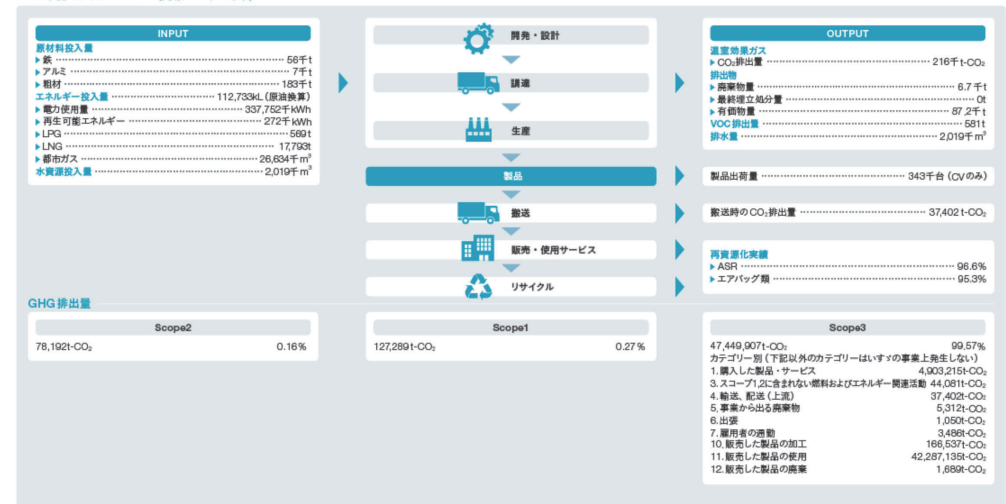 INPUT
原材料投入量
鉄 56千t
アルミ 7千t
粗材 183千t
エネルギー投入量 112,733kL(原油換算)
電力使用量 337,752千kWh
再生可能エネルギー 272千kWh
LPG 569t
LNG 17,793t
都市ガス 26,634千m³
水資源投入量 2,019千m³
開発・設計
調達
生産
製品
搬送
販売・使用サービス
リサイクル
OUTPUT
温室効果ガス
CO₂排出量 216千t-CO₂
排出物
廃棄物量 6.7千t
最終埋立処分量 0t
有価物量 87.2千t
VOC排出量 581t
排水量 2,019千m³
製品出荷量 343千台(CVのみ)
搬送時のCO₂排出量 37,402t-CO₂
再資源化実績
ASR 96.6%
エアバッグ類 95.3%
GHG排出量
Scope2
78,192t-CO₂ 0.16%
Scope1
127,289t-CO₂ 0.27%
Scope3
47,449,907t-CO₂ 99.57%
カテゴリー別(下記以外のカテゴリーはいすゞの事業上発生しない)
1.購入した製品・サービス 4,903,215t-CO₂
3.スコープ1,2に含まれない燃料およびエネルギー関連活動 44,081t-CO₂
4.輸送、配送(上流) 37,402t-CO₂
5.事業から出る廃棄物 5,312t-CO₂
6.出張 1,050t-CO₂
7.雇用者の通勤 3,486t-CO₂
10.販売した製品の加工 166,537t-CO₂
11.販売した製品の使用 42,287,135t-CO₂
12.販売した製品の廃棄 1,689t-CO₂